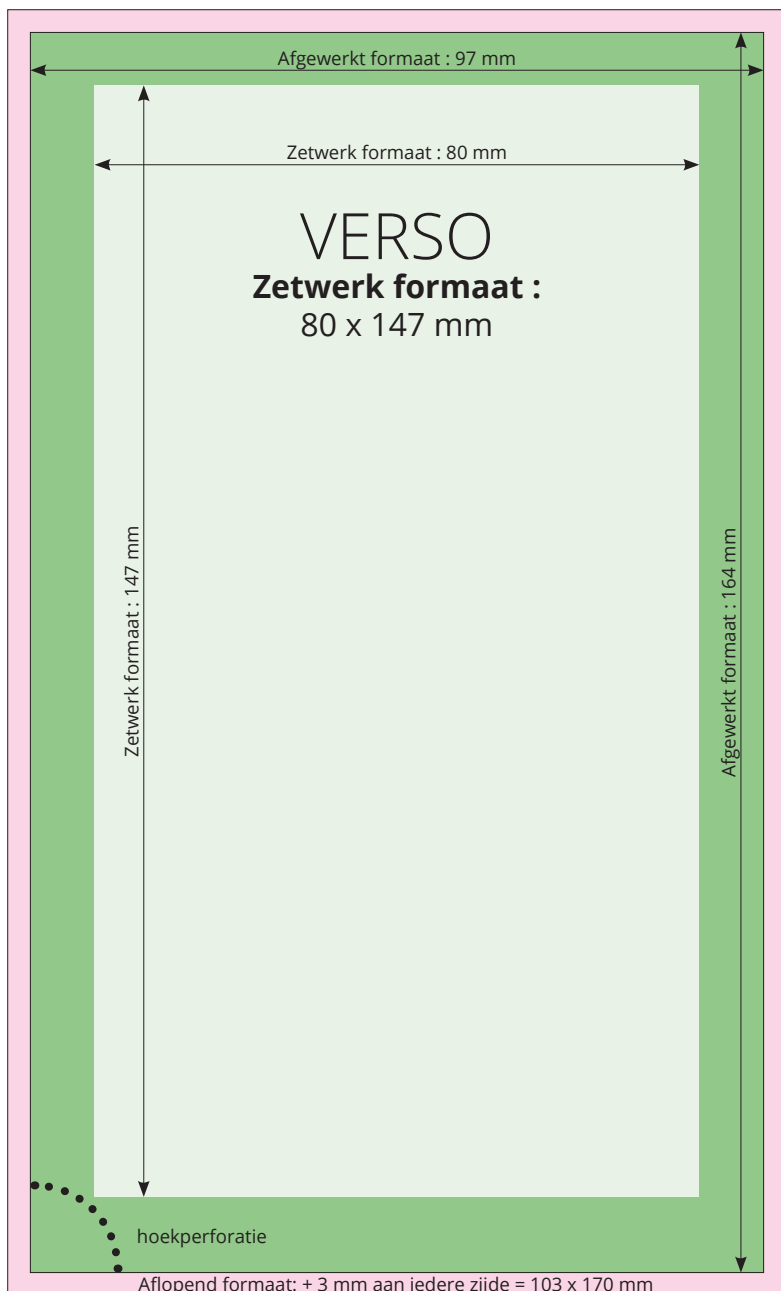 Afgewerkt formaat : 97 mm
Zetwerk formaat : 80 mm
VERSO
Zetwerk formaat :
80 x 147 mm
Zetwerk formaat : 147 mm
Afgewerkt formaat : 164 mm
hoekperforatie
Aflopend formaat: + 3 mm aan iedere zijde = 103 x 170 mm